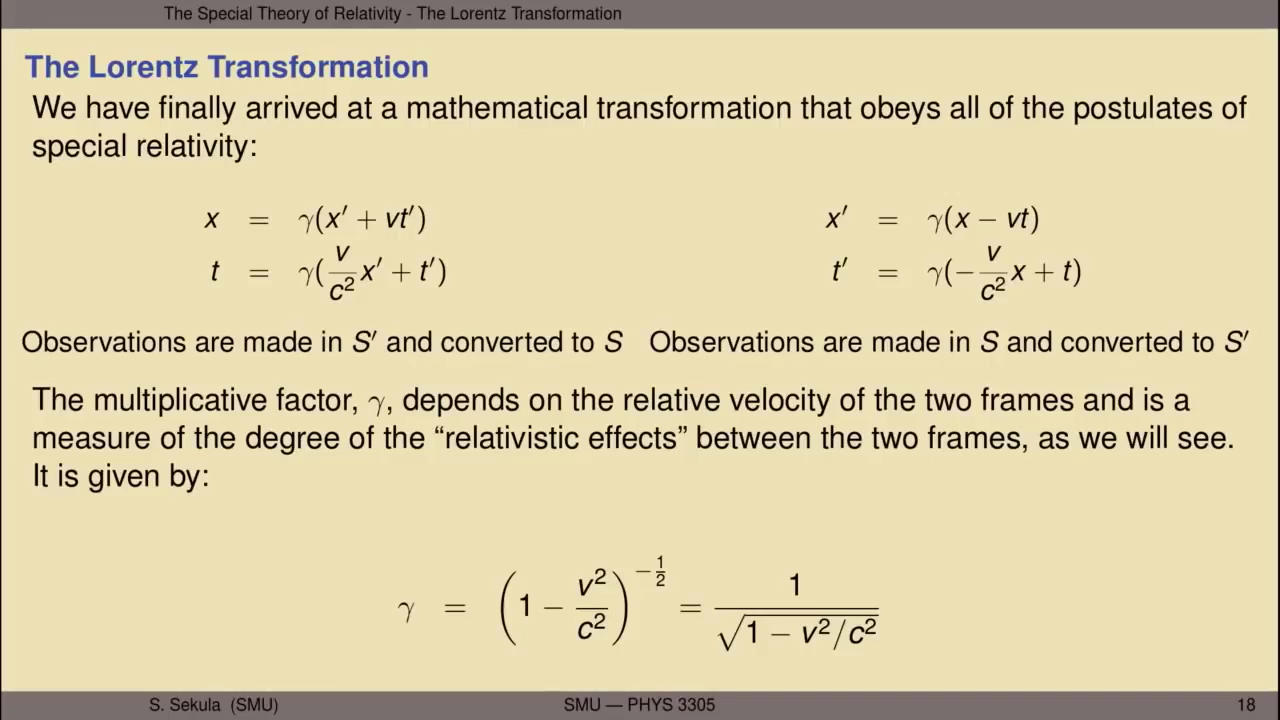 The Special Theory of Relativity - The Lorentz Transformation
The Lorentz Transformation
We have finally arrived at a mathematical transformation that obeys all of the postulates of
special relativity:
x = γ(x′ + vt′)
t = γ(v/c² x′ + t′)
x′ = γ(x − vt)
t′ = γ(−v/c² x + t)
Observations are made in S′ and converted to S
Observations are made in S and converted to S′
The multiplicative factor, γ, depends on the relative velocity of the two frames and is a
measure of the degree of the “relativistic effects” between the two frames, as we will see.
It is given by:
γ = (1 − v²/c²)^(−1/2) = 1/√(1 − v²/c²)
S. Sekula (SMU)
SMU — PHYS 3305
18